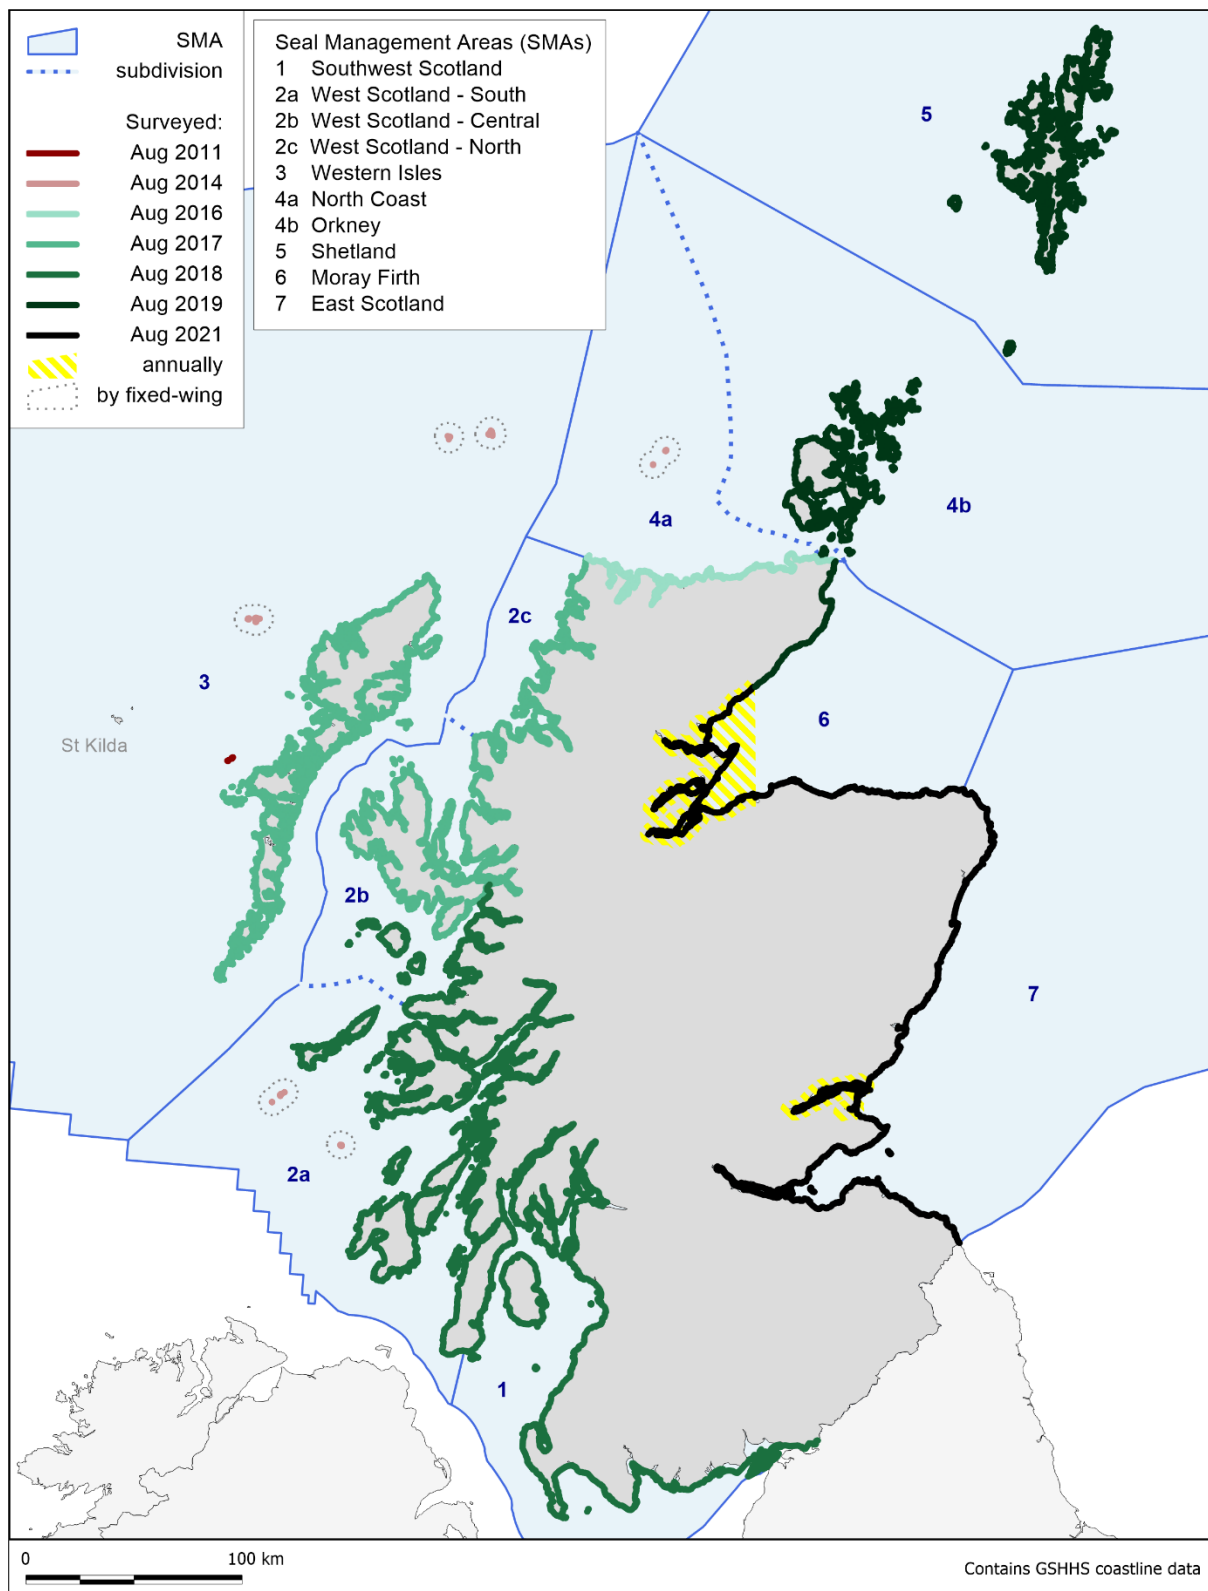 SMA
subdivision
Surveyed:
Aug 2011
Aug 2014
Aug 2016
Aug 2017
Aug 2018
Aug 2019
Aug 2021
annually
by fixed-wing
Seal Management Areas (SMAs)
1 Southwest Scotland
2a West Scotland - South
2b West Scotland - Central
2c West Scotland - North
3 Western Isles
4a North Coast
4b Orkney
5 Shetland
6 Moray Firth
7 East Scotland
5
4a
4b
2c
3
6
St Kilda
2b
7
2a
1
0 100 km
Contains GSHHS coastline data